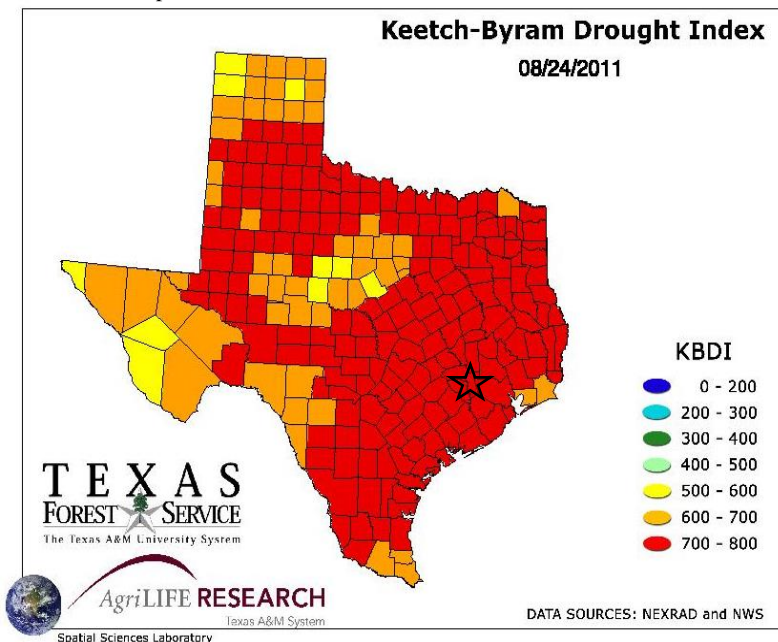 Keetch-Byram Drought Index
08/24/2011
KBDI
0 - 200
200 - 300
300 - 400
400 - 500
500 - 600
600 - 700
700 - 800
TEXAS
FOREST SERVICE
The Texas A&M University System
AgriLIFE RESEARCH
Texas A&M System
Spatial Sciences Laboratory
DATA SOURCES: NEXRAD and NWS